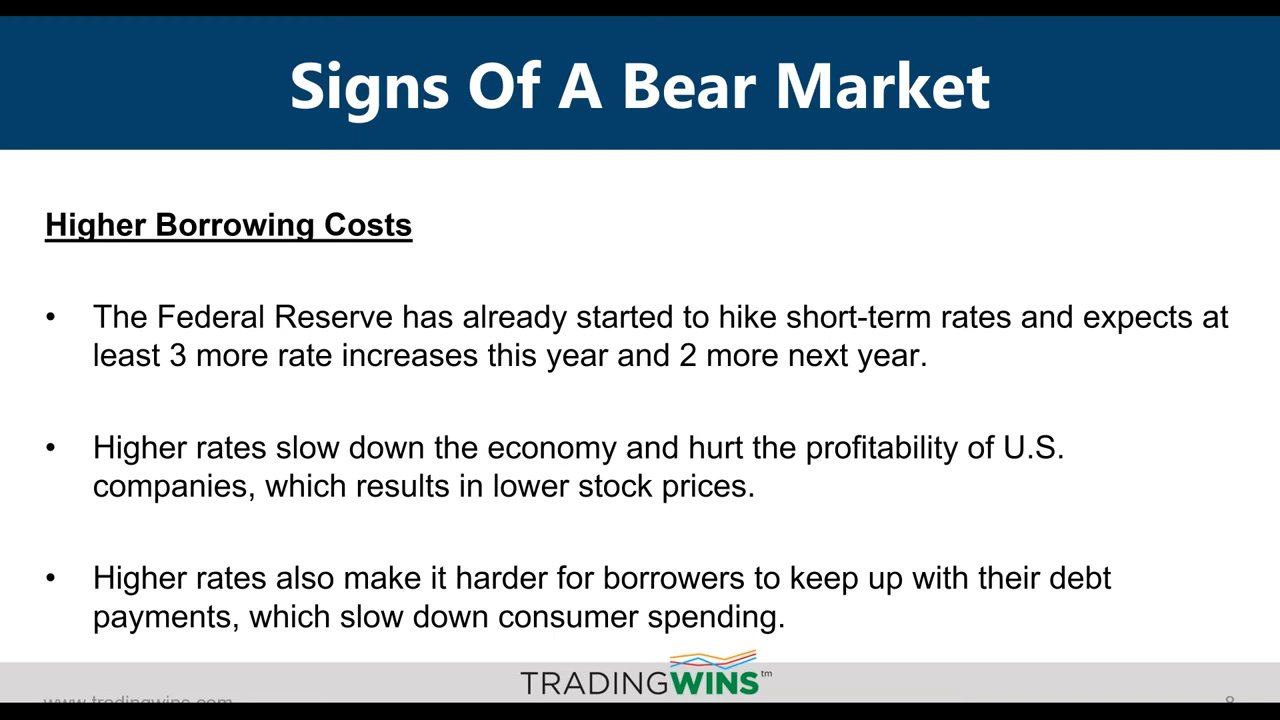 Signs Of A Bear Market
Higher Borrowing Costs
• The Federal Reserve has already started to hike short-term rates and expects at
least 3 more rate increases this year and 2 more next year.
• Higher rates slow down the economy and hurt the profitability of U.S.
companies, which results in lower stock prices.
• Higher rates also make it harder for borrowers to keep up with their debt
payments, which slow down consumer spending.
TRADINGWINS™
www.tradingwins.com